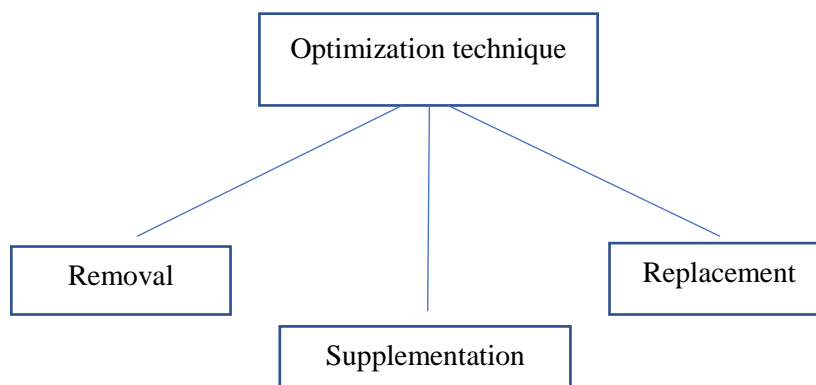 Optimization technique
Removal
Replacement
Supplementation